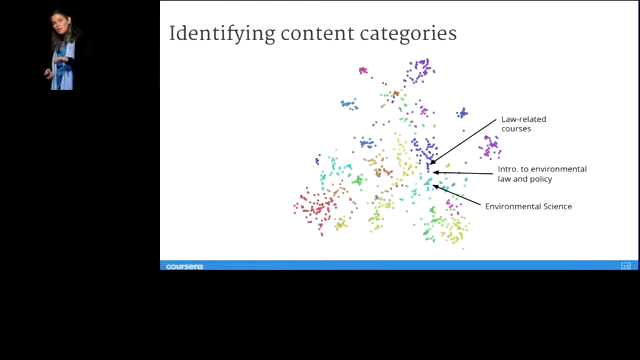 Identifying content categories
Law-related
courses
Intro. to environmental
law and policy
Environmental Science
coursera